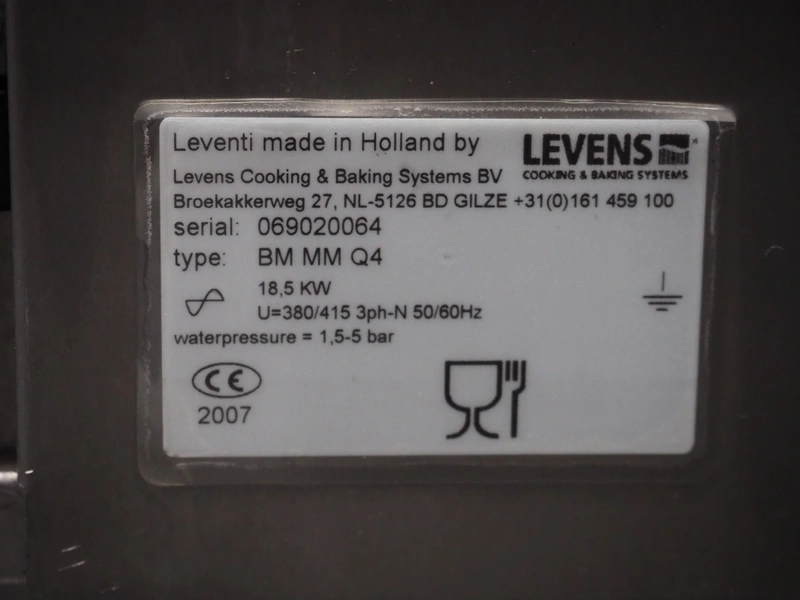 Leventi made in Holland by
LEVENS
COOKING & BAKING SYSTEMS
Levens Cooking & Baking Systems BV
Broekakkerweg 27, NL-5126 BD GILZE +31(0)161 459 100
serial: 069020064
type: BM MM Q4
18,5 KW
U=380/415 3ph-N 50/60Hz
waterpressure = 1,5-5 bar
CE
2007